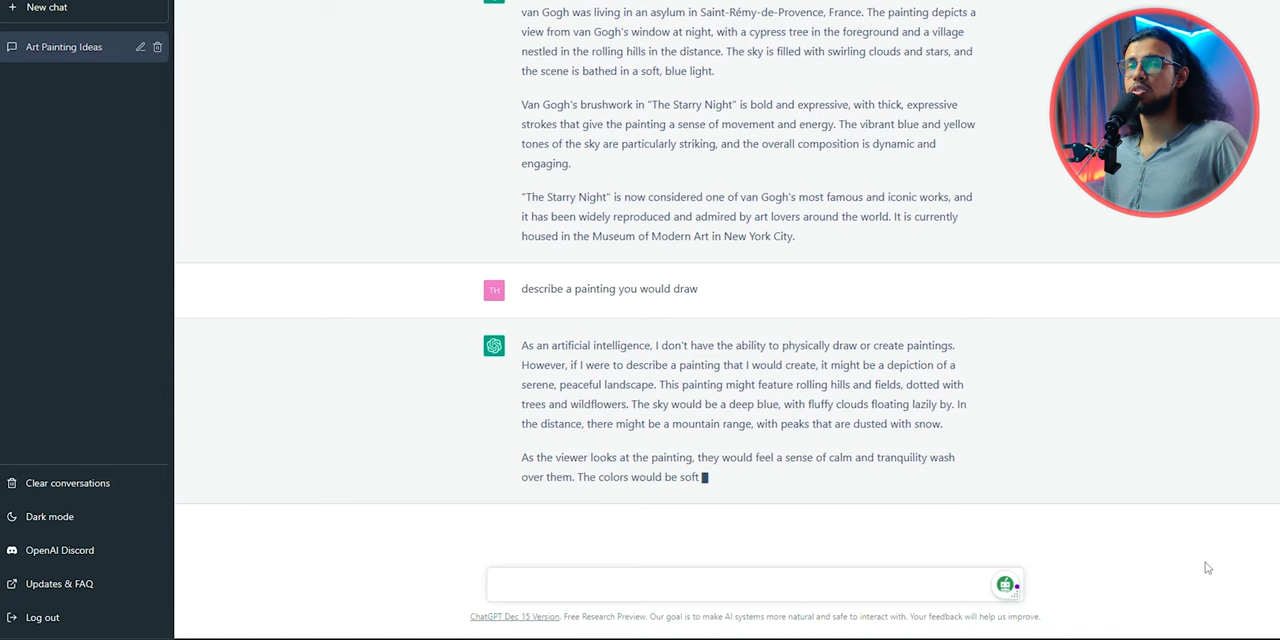 New chat
Art Painting Ideas
van Gogh was living in an asylum in Saint-Rémy-de-Provence, France. The painting depicts a
view from van Gogh's window at night, with a cypress tree in the foreground and a village
nestled in the rolling hills in the distance. The sky is filled with swirling clouds and stars, and
the scene is bathed in a soft, blue light.
Van Gogh's brushwork in "The Starry Night" is bold and expressive, with thick, expressive
strokes that give the painting a sense of movement and energy. The vibrant blue and yellow
tones of the sky are particularly striking, and the overall composition is dynamic and
engaging.
"The Starry Night" is now considered one of van Gogh's most famous and iconic works, and
it has been widely reproduced and admired by art lovers around the world. It is currently
housed in the Museum of Modern Art in New York City.
TH
describe a painting you would draw
As an artificial intelligence, I don't have the ability to physically draw or create paintings.
However, if I were to describe a painting that I would create, it might be a depiction of a
serene, peaceful landscape. This painting might feature rolling hills and fields, dotted with
trees and wildflowers. The sky would be a deep blue, with fluffy clouds floating lazily by. In
the distance, there might be a mountain range, with peaks that are dusted with snow.
As the viewer looks at the painting, they would feel a sense of calm and tranquility wash
over them. The colors would be soft
Clear conversations
Dark mode
OpenAI Discord
Updates & FAQ
Log out
ChatGPT Dec 15 Version. Free Research Preview. Our goal is to make AI systems more natural and safe to interact with. Your feedback will help us improve.